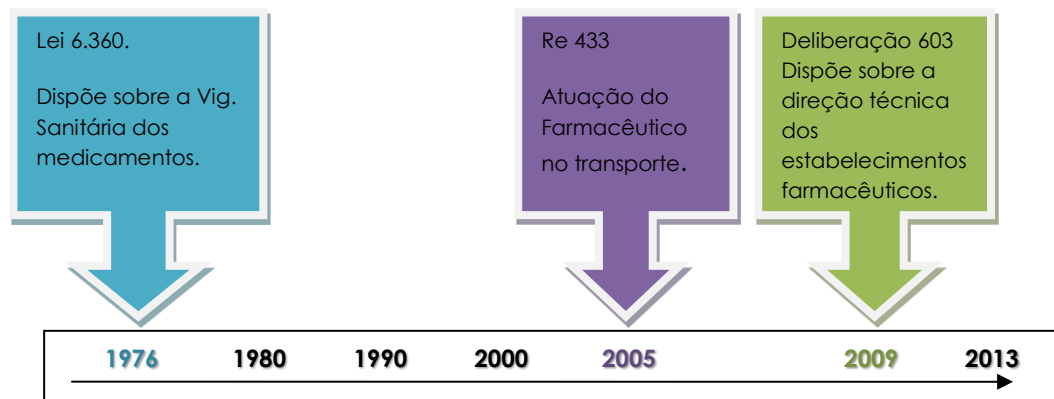 Lei 6.360.
Dispõe sobre a Vig.
Sanitária dos
medicamentos.
Re 433
Atuação do
Farmacêutico
no transporte.
Deliberação 603
Dispõe sobre a
direção técnica
dos
estabelecimentos
farmacêuticos.
1976 1980 1990 2000 2005 2009 2013